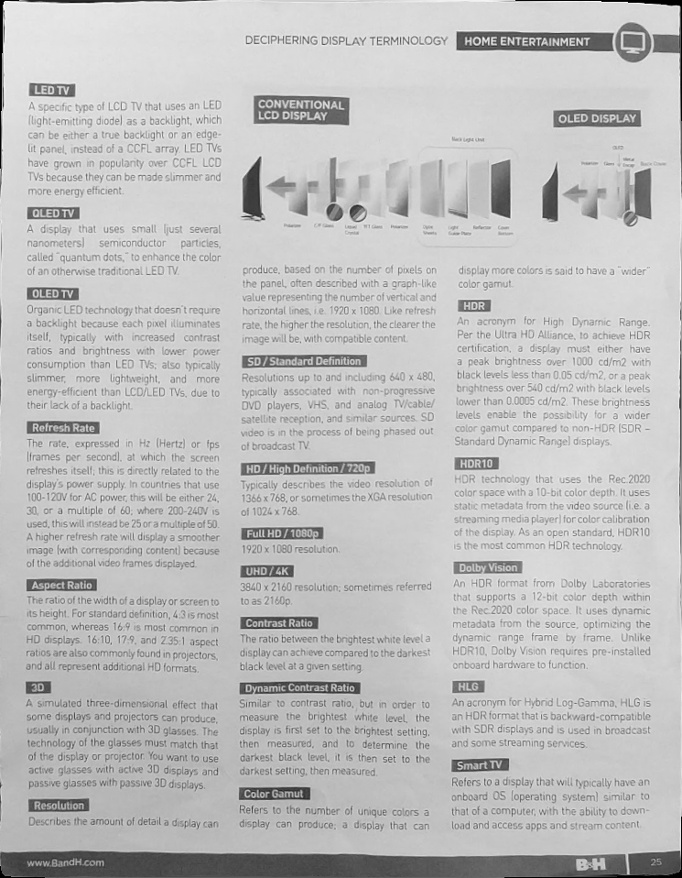 DECIPHERING DISPLAY TERMINOLOGY HOME ENTERTAINMENT
LED TV
A specific type of LCD TV that uses an LED
(light-emitting diode) as a backlight, which
can be either a true backlight or an edge-
lit panel, instead of a CCFL array. LED TVs
have grown in popularity over CCFL LCD
TVs because they can be made slimmer and
more energy efficient.
QLED TV
A display that uses small (just several
nanometers) semiconductor particles,
called "quantum dots," to enhance the color
of an otherwise traditional LED TV.
OLED TV
Organic LED technology that doesn't require
a backlight because each pixel illuminates
itself, typically with increased contrast
ratios and brightness with lower power
consumption than LED TVs; also typically
slimmer, more lightweight, and more
energy-efficient than LCD/LED TVs, due to
their lack of a backlight.
Refresh Rate
The rate, expressed in Hz (Hertz) or fps
(frames per second), at which the screen
refreshes itself; this is directly related to the
display's power supply. In countries that use
100-120V for AC power, this will be either 24,
30, or a multiple of 60; where 200-240V is
used, this will instead be 25 or a multiple of 50.
A higher refresh rate will display a smoother
image (with corresponding content) because
of the additional video frames displayed.
Aspect Ratio
The ratio of the width of a display or screen to
its height. For standard definition, 4:3 is most
common, whereas 16:9 is most common in
HD displays. 16:10, 17:9, and 2.35:1 aspect
ratios are also commonly found in projectors,
and all represent additional HD formats.
3D
A simulated three-dimensional effect that
some displays and projectors can produce,
usually in conjunction with 3D glasses. The
technology of the glasses must match that
of the display or projector. You want to use
active glasses with active 3D displays and
passive glasses with passive 3D displays.
Resolution
Describes the amount of detail a display can
CONVENTIONAL
LCD DISPLAY
Back Light Unit
Polarizer C/F Glass Liquid Crystal TFT Glass Polarizer Optic Sheets Light Guide Plate Reflector Cover Bottom
OLED DISPLAY
OLED
Polarizer Glass Metal Encap Back Cover
produce, based on the number of pixels on
the panel, often described with a graph-like
value representing the number of vertical and
horizontal lines, i.e. 1920 x 1080. Like refresh
rate, the higher the resolution, the clearer the
image will be, with compatible content.
SD / Standard Definition
Resolutions up to and including 640 x 480,
typically associated with non-progressive
DVD players, VHS, and analog TV/cable/
satellite reception, and similar sources. SD
video is in the process of being phased out
of broadcast TV.
HD / High Definition / 720p
Typically describes the video resolution of
1366 x 768, or sometimes the XGA resolution
of 1024 x 768.
Full HD / 1080p
1920 x 1080 resolution.
UHD / 4K
3840 x 2160 resolution; sometimes referred
to as 2160p.
Contrast Ratio
The ratio between the brightest white level a
display can achieve compared to the darkest
black level at a given setting.
Dynamic Contrast Ratio
Similar to contrast ratio, but in order to
measure the brightest white level, the
display is first set to the brightest setting,
then measured, and to determine the
darkest black level, it is then set to the
darkest setting, then measured.
Color Gamut
Refers to the number of unique colors a
display can produce; a display that can
display more colors is said to have a "wider"
color gamut.
HDR
An acronym for High Dynamic Range.
Per the Ultra HD Alliance, to achieve HDR
certification, a display must either have
a peak brightness over 1000 cd/m2 with
black levels less than 0.05 cd/m2, or a peak
brightness over 540 cd/m2 with black levels
lower than 0.0005 cd/m2. These brightness
levels enable the possibility for a wider
color gamut compared to non-HDR (SDR –
Standard Dynamic Range) displays.
HDR10
HDR technology that uses the Rec.2020
color space with a 10-bit color depth. It uses
static metadata from the video source (i.e. a
streaming media player) for color calibration
of the display. As an open standard, HDR10
is the most common HDR technology.
Dolby Vision
An HDR format from Dolby Laboratories
that supports a 12-bit color depth within
the Rec.2020 color space. It uses dynamic
metadata from the source, optimizing the
dynamic range frame by frame. Unlike
HDR10, Dolby Vision requires pre-installed
onboard hardware to function.
HLG
An acronym for Hybrid Log-Gamma, HLG is
an HDR format that is backward-compatible
with SDR displays and is used in broadcast
and some streaming services.
Smart TV
Refers to a display that will typically have an
onboard OS (operating system) similar to
that of a computer, with the ability to down-
load and access apps and stream content.
www.BandH.com B&H 25